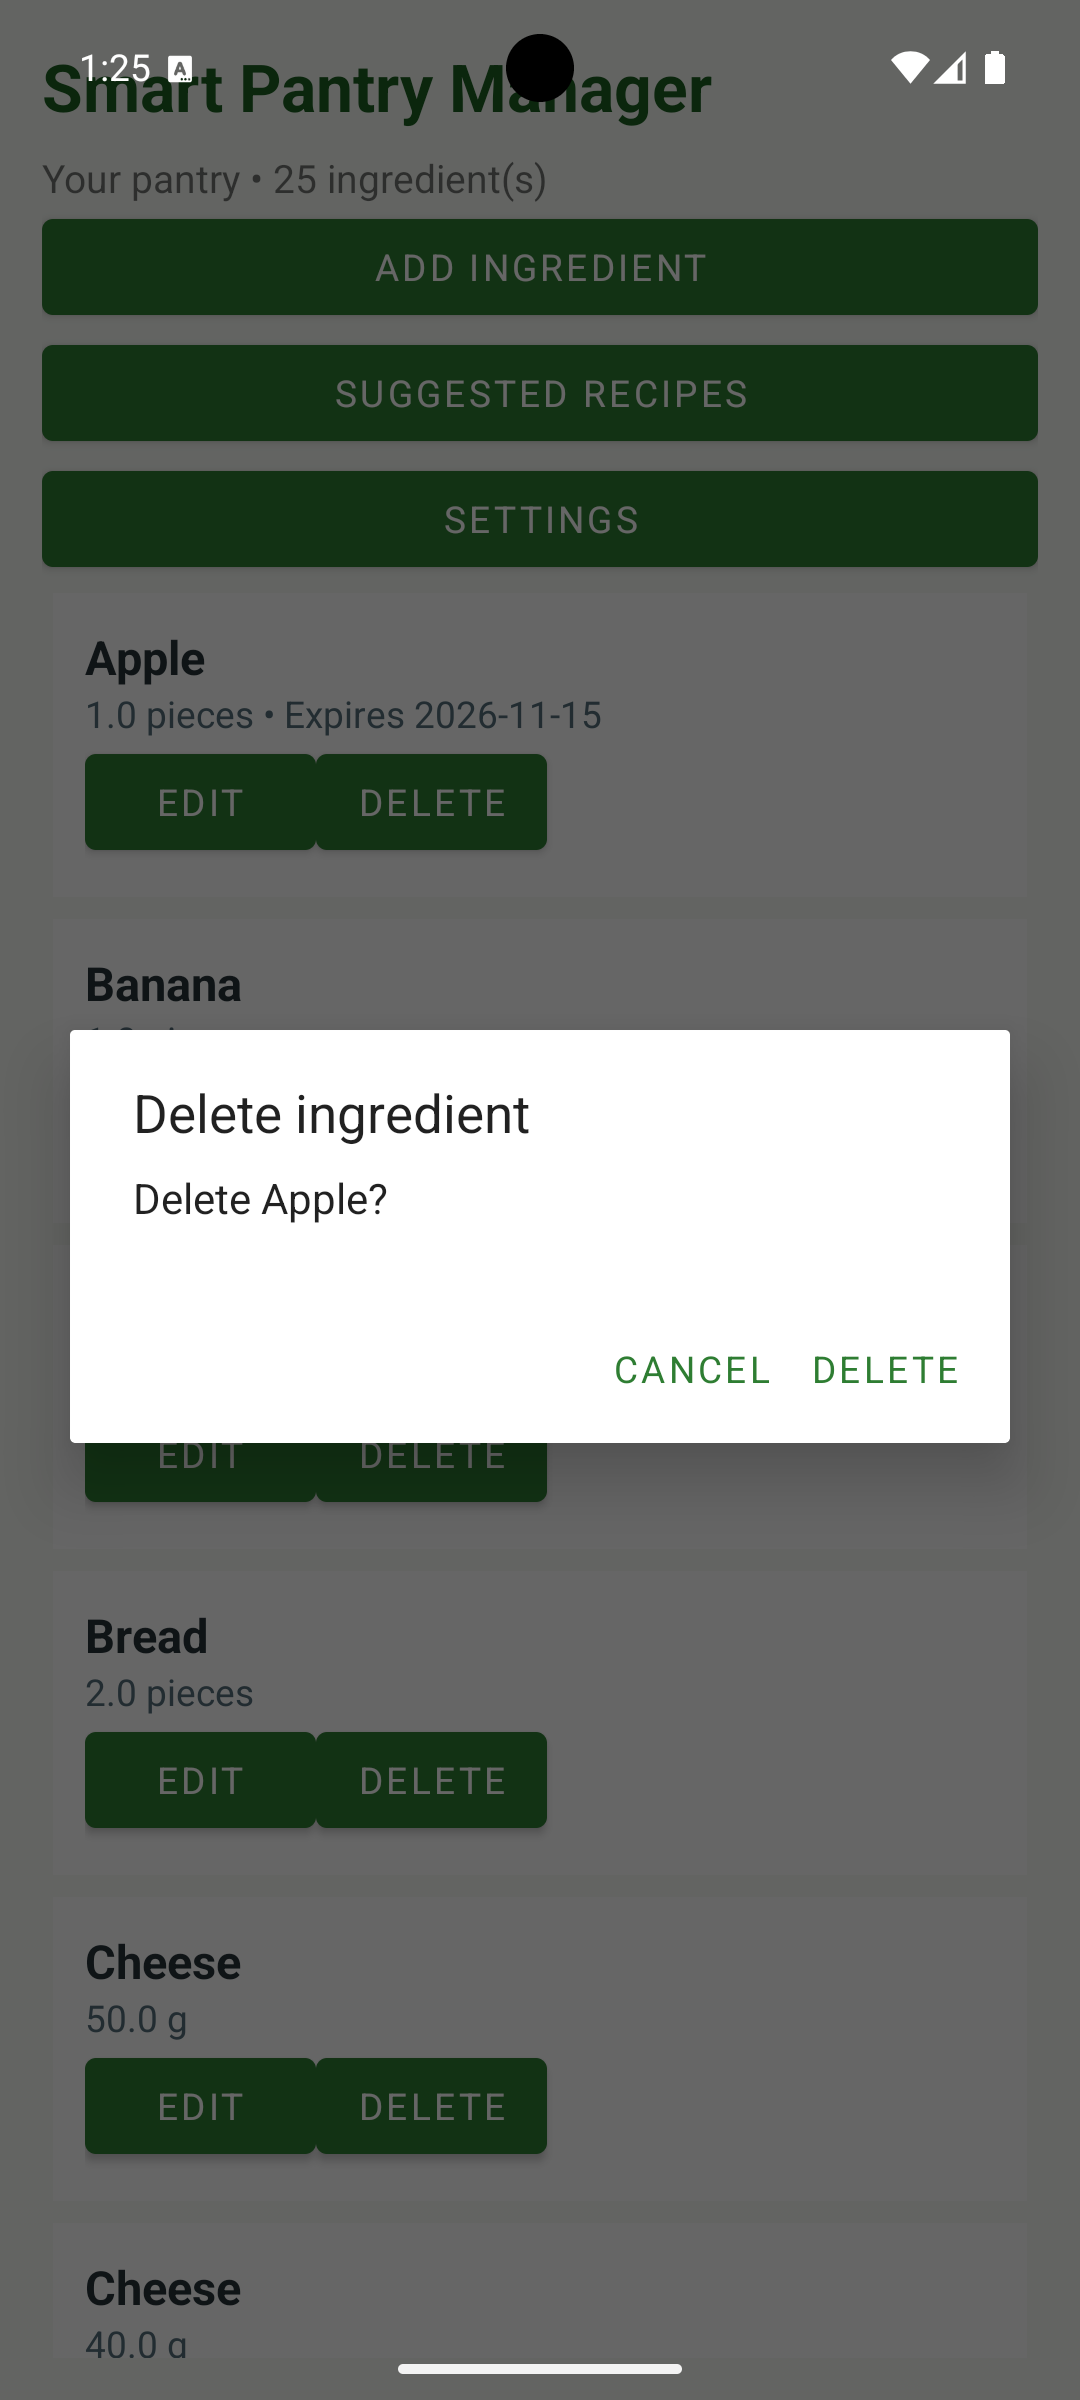 1:25
Smart Pantry Manager
Your pantry • 25 ingredient(s)
ADD INGREDIENT
SUGGESTED RECIPES
SETTINGS
Apple
1.0 pieces • Expires 2026-11-15
EDIT DELETE
Banana
Delete ingredient
Delete Apple?
CANCEL DELETE
EDIT DELETE
Bread
2.0 pieces
EDIT DELETE
Cheese
50.0 g
EDIT DELETE
Cheese
40.0 g